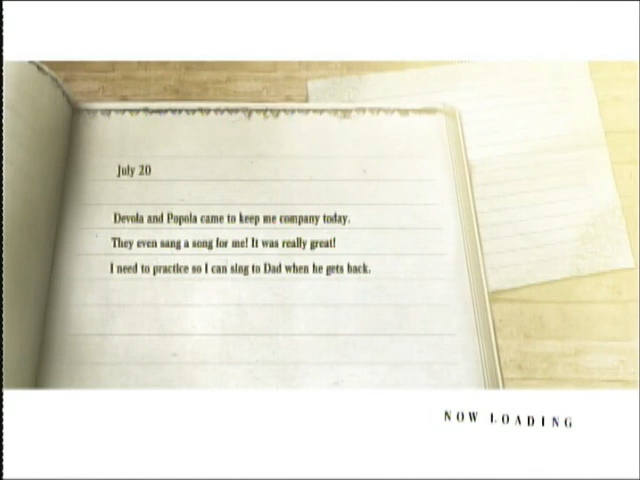 July 20
Devola and Popola came to keep me company today.
They even sang a song for me! It was really great!
I need to practice so I can sing to Dad when he gets back.
NOW LOADING